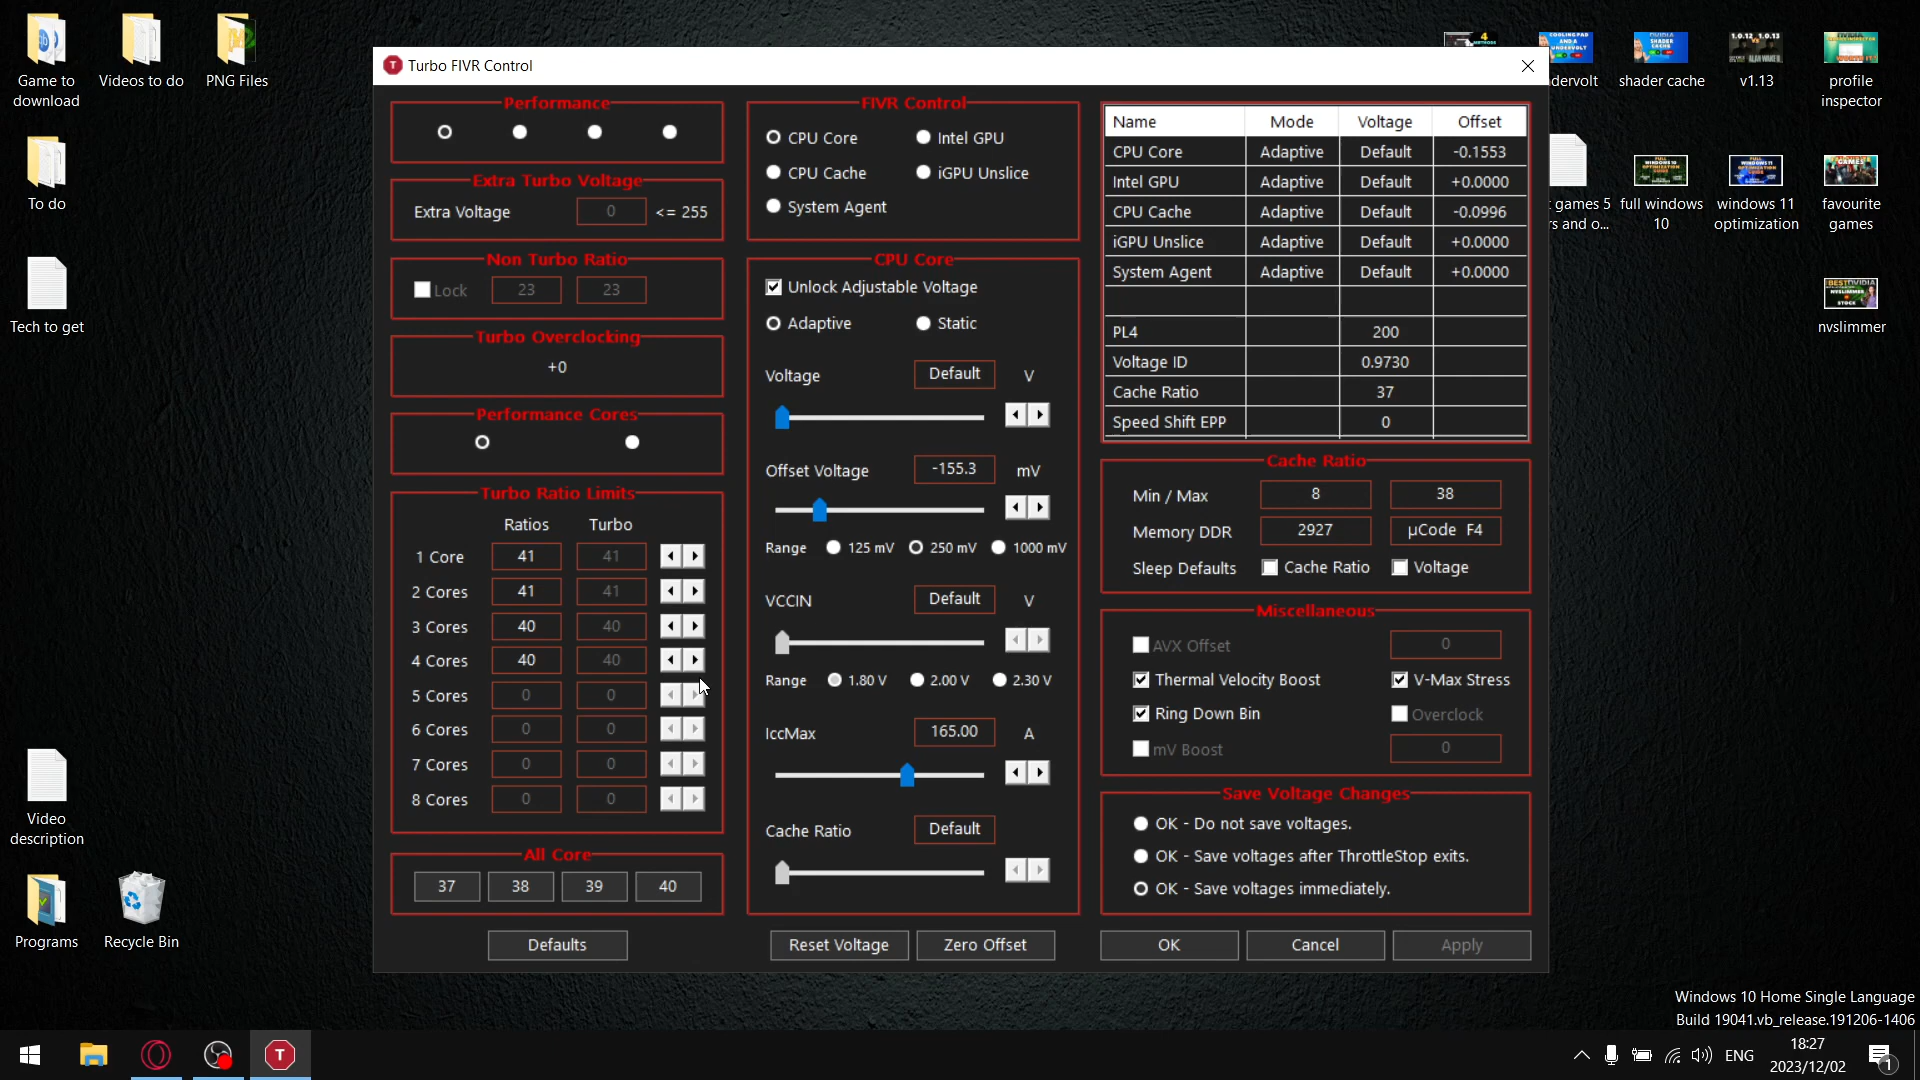 Game to
download
Videos to do
PNG Files
To do
Tech to get
Video
description
Programs
Recycle Bin
Turbo FIVR Control
Performance
Extra Turbo Voltage
Extra Voltage 0 <= 255
Non Turbo Ratio
Lock 23 23
Turbo Overclocking
+0
Performance Cores
Turbo Ratio Limits
Ratios Turbo
1 Core 41 41
2 Cores 41 41
3 Cores 40 40
4 Cores 40 40
5 Cores 0 0
6 Cores 0 0
7 Cores 0 0
8 Cores 0 0
All Core
37 38 39 40
Defaults
FIVR Control
CPU Core Intel GPU
CPU Cache iGPU Unslice
System Agent
CPU Core
Unlock Adjustable Voltage
Adaptive Static
Voltage Default V
Offset Voltage -155.3 mV
Range 125 mV 250 mV 1000 mV
VCCIN Default V
Range 1.80 V 2.00 V 2.30 V
IccMax 165.00 A
Cache Ratio Default
Reset Voltage Zero Offset
Name Mode Voltage Offset
CPU Core Adaptive Default -0.1553
Intel GPU Adaptive Default +0.0000
CPU Cache Adaptive Default -0.0996
iGPU Unslice Adaptive Default +0.0000
System Agent Adaptive Default +0.0000
PL4 200
Voltage ID 0.9730
Cache Ratio 37
Speed Shift EPP 0
Cache Ratio
Min / Max 8 38
Memory DDR 2927 µCode F4
Sleep Defaults Cache Ratio Voltage
Miscellaneous
AVX Offset 0
Thermal Velocity Boost V-Max Stress
Ring Down Bin Overclock
mV Boost 0
Save Voltage Changes
OK - Do not save voltages.
OK - Save voltages after ThrottleStop exits.
OK - Save voltages immediately.
OK Cancel Apply
dervolt
shader cache
v1.13
profile
inspector
games 5
rs and o...
full windows
10
windows 11
optimization
favourite
games
nvslimmer
Windows 10 Home Single Language
Build 19041.vb_release.191206-1406
ENG
18:27
2023/12/02
1